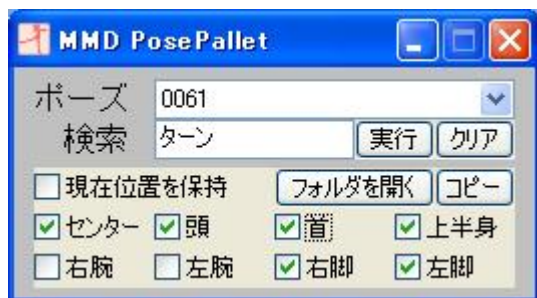 MMD PosePallet
ポーズ 0061
検索 ターン 実行 クリア
現在位置を保持 フォルダを開く コピー
センター 頭 首 上半身
右腕 左腕 右脚 左脚